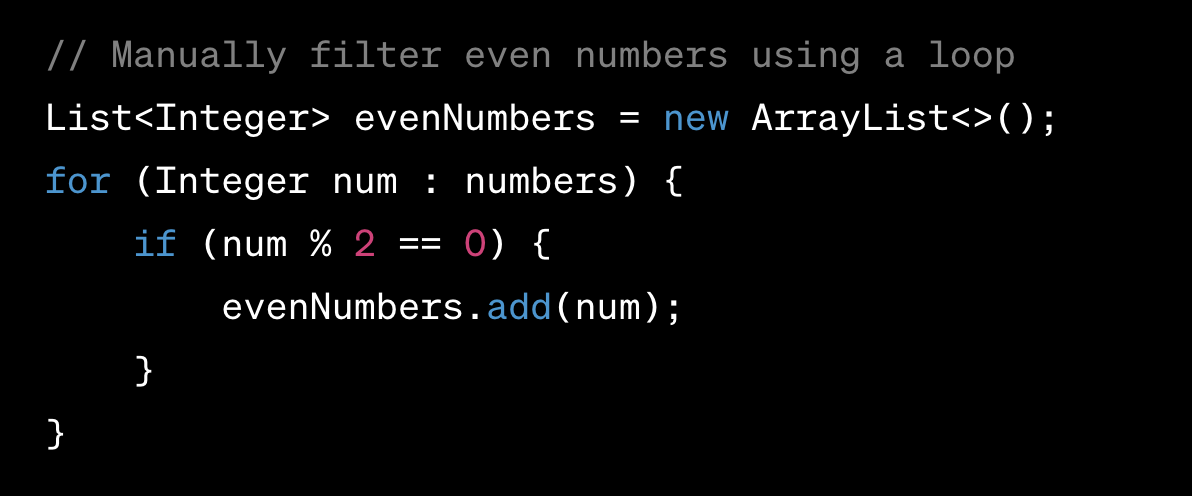 // Manually filter even numbers using a loop
List<Integer> evenNumbers = new ArrayList<>();
for (Integer num : numbers) {
    if (num % 2 == 0) {
        evenNumbers.add(num);
    }
}